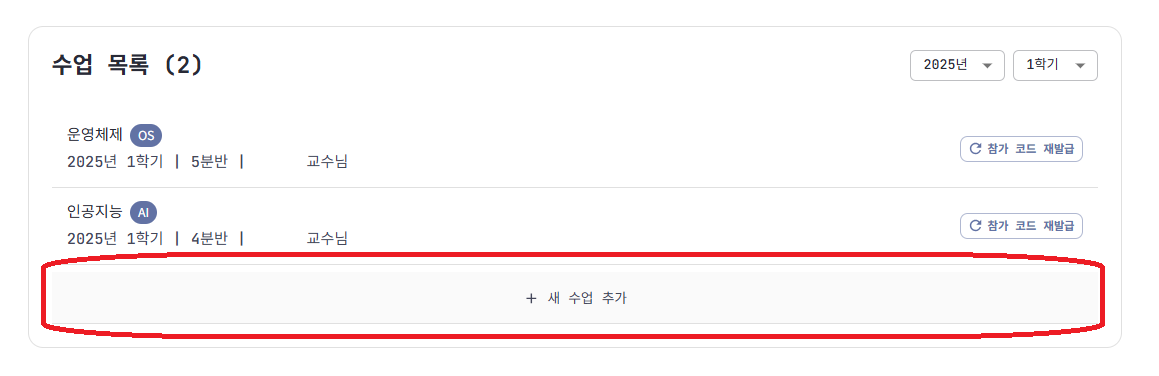 수업 목록 (2)
2025년 1학기
운영체제 OS
2025년 1학기 | 5분반 | 교수님
참가 코드 재발급
인공지능 AI
2025년 1학기 | 4분반 | 교수님
참가 코드 재발급
+ 새 수업 추가